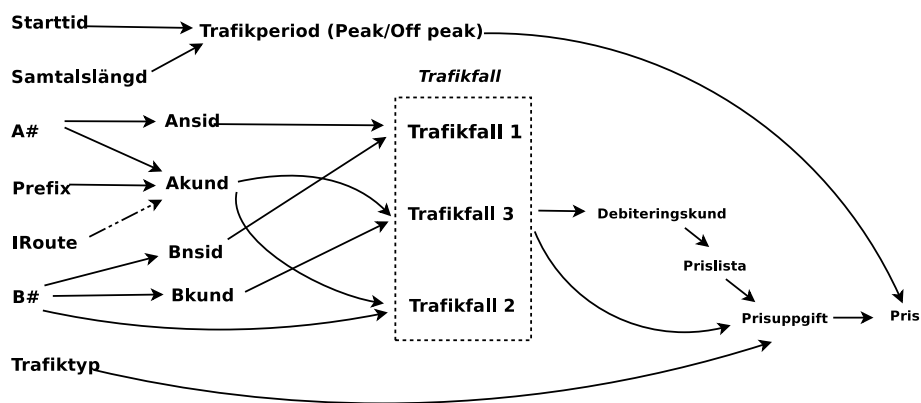 Starttid
Trafikperiod (Peak/Off peak)
Samtalslängd
Trafikfall
A#
Ansid
Trafikfall 1
Prefix
Akund
Trafikfall 3
Debiteringskund
IRoute
Bnsid
Prislista
B#
Bkund
Trafikfall 2
Prisuppgift
Pris
Trafiktyp